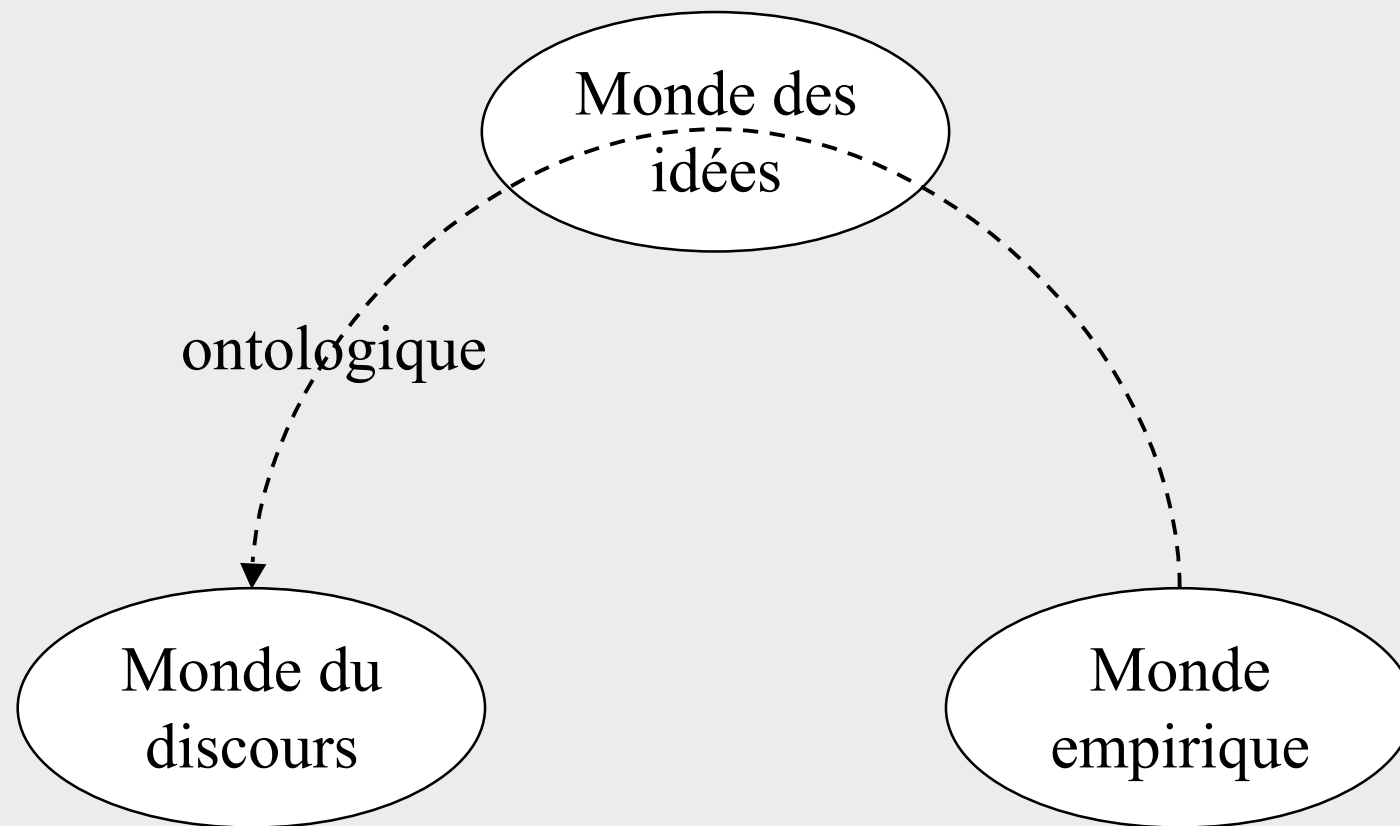 Monde des
idées
ontologique
Monde du
discours
Monde
empirique